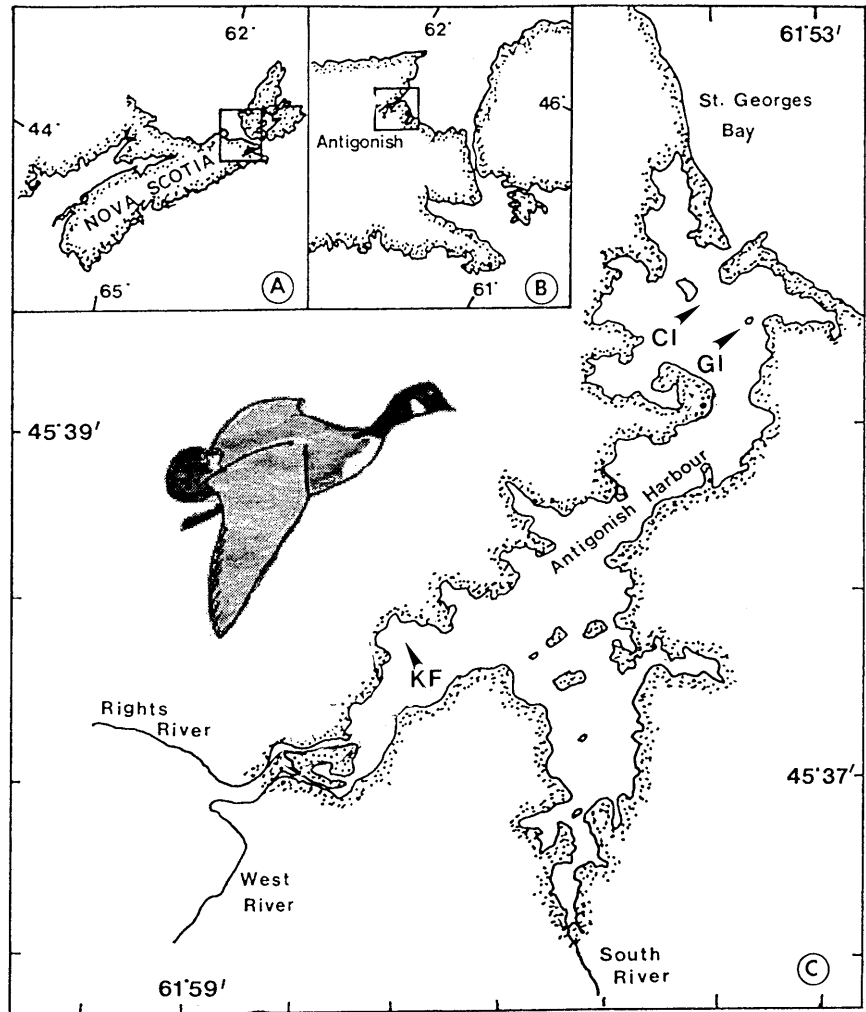 62°
44°
NOVA SCOTIA
65°
A
62°
46°
Antigonish
61°
B
61°53'
St. Georges
Bay
CI
GI
45°39'
Antigonish Harbour
KF
Rights
River
45°37'
West
River
South
River
61°59'
C